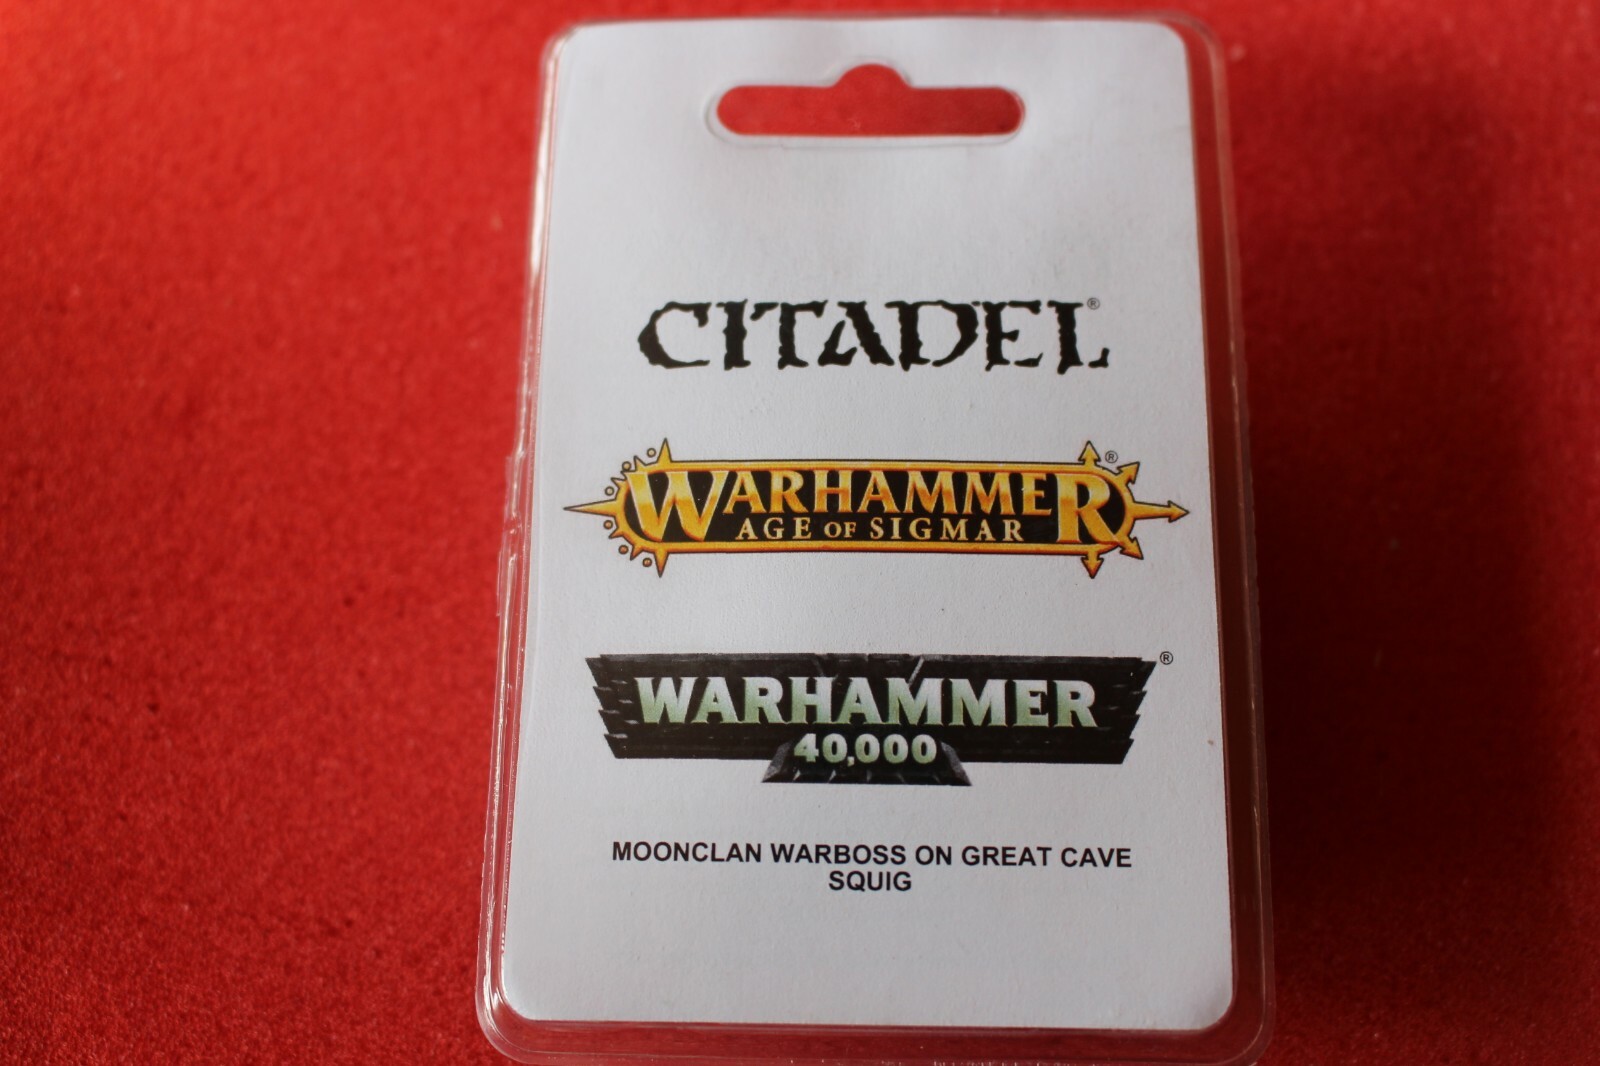 CITADEL®
WARHAMMER®
AGE OF SIGMAR
WARHAMMER®
40,000
MOONCLAN WARBOSS ON GREAT CAVE
SQUIG